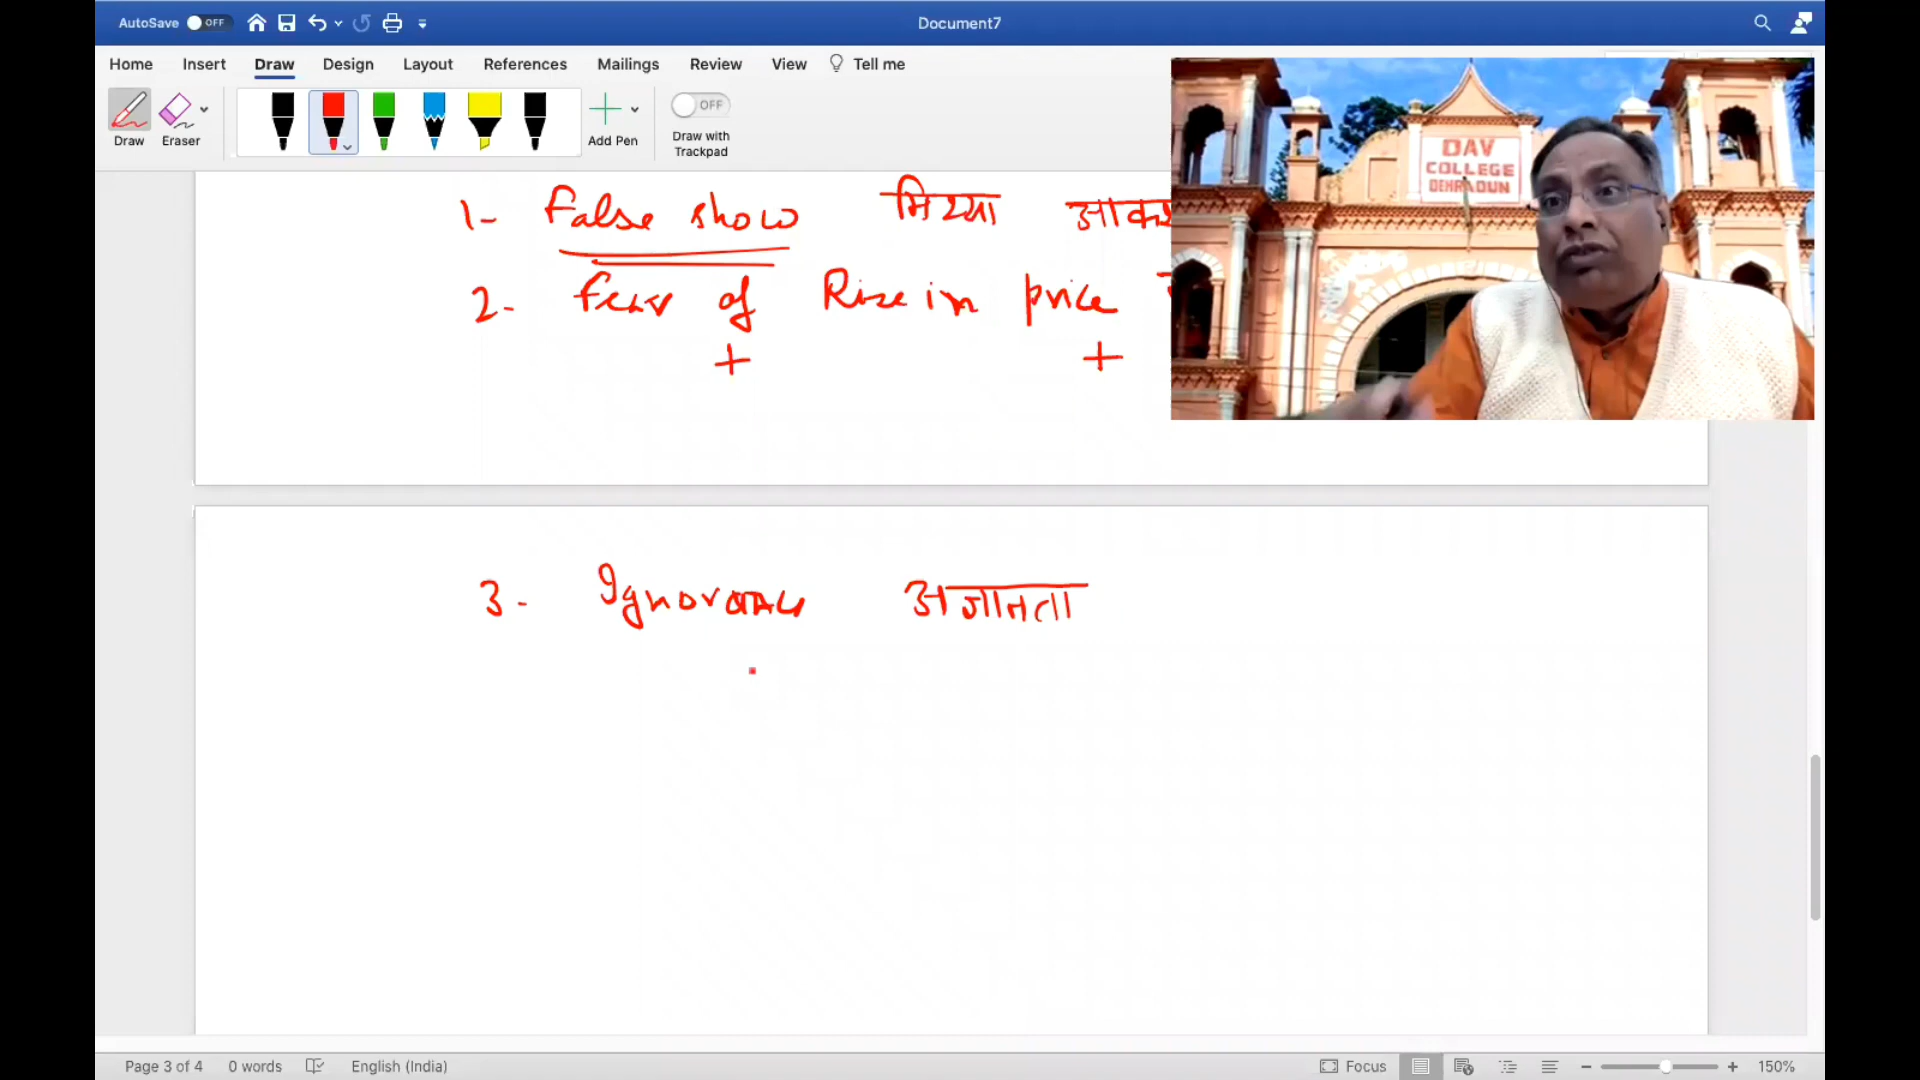 AutoSave OFF
Document7
Home Insert Draw Design Layout References Mailings Review View Tell me
OFF
Draw Eraser Add Pen Draw with Trackpad
DAV
COLLEGE
DEHRADUN
1- False show मिथ्या
2- fear of Rise in price
+ +
3- Ignorance अज्ञानता
Page 3 of 4 0 words English (India) Focus 150%